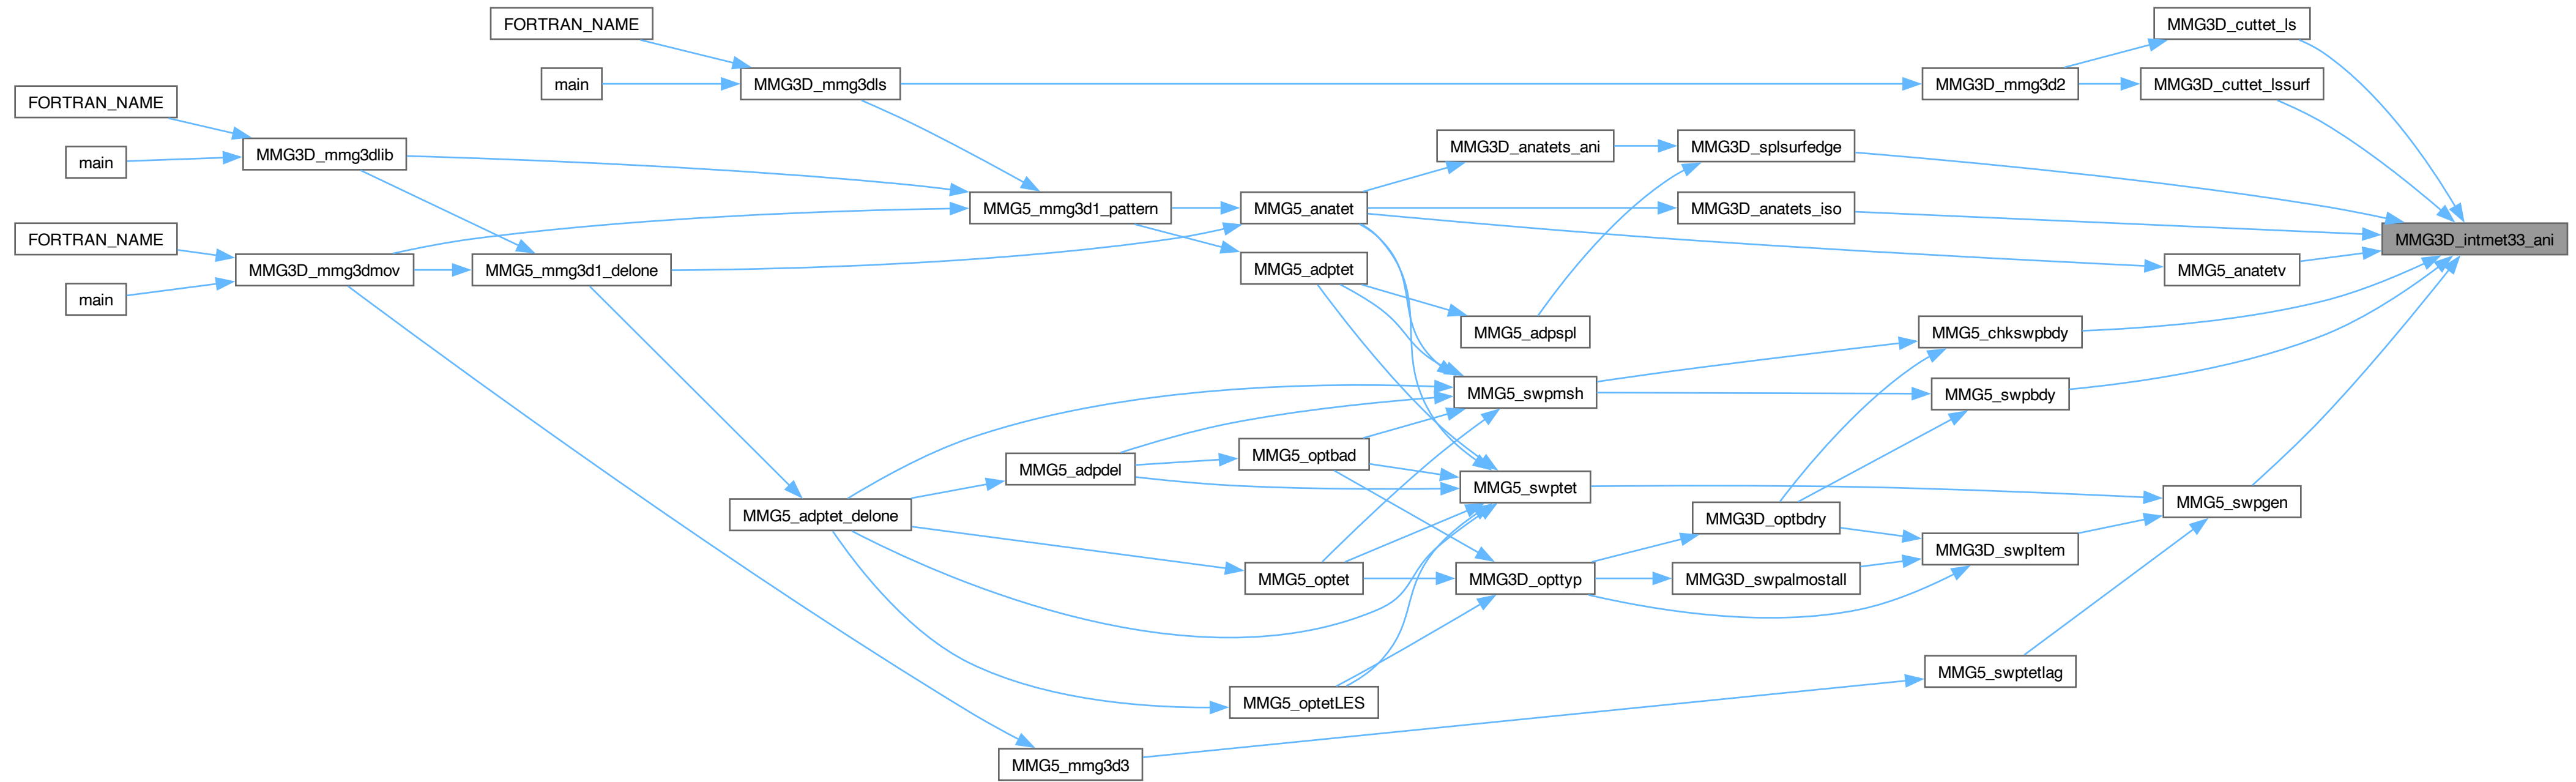 FORTRAN_NAME
MMG3D_cuttet_ls
main
MMG3D_mmg3dls
MMG3D_mmg3d2
MMG3D_cuttet_lssurf
FORTRAN_NAME
MMG3D_mmg3dlib
main
MMG3D_anatets_ani
MMG3D_splsurfedge
MMG5_mmg3d1_pattern
MMG5_anatet
MMG3D_anatets_iso
FORTRAN_NAME
MMG3D_intmet33_ani
MMG3D_mmg3dmov
MMG5_mmg3d1_delone
MMG5_adptet
MMG5_anatetv
main
MMG5_adpspl
MMG5_chkswpbdy
MMG5_swpmsh
MMG5_swpbdy
MMG5_adpdel
MMG5_optbad
MMG5_swptet
MMG5_swpgen
MMG5_adptet_delone
MMG3D_optbdry
MMG3D_swpItem
MMG5_optet
MMG3D_opttyp
MMG3D_swpalmostall
MMG5_swptetlag
MMG5_optetLES
MMG5_mmg3d3